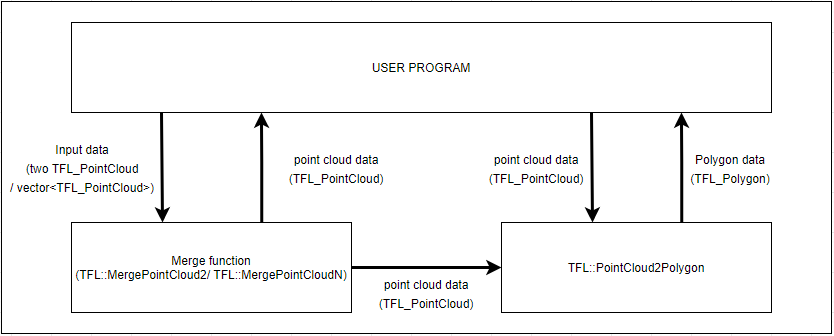 USER PROGRAM
Input data
(two TFL_PointCloud
/ vector<TFL_PointCloud>)
point cloud data
(TFL_PointCloud)
point cloud data
(TFL_PointCloud)
Polygon data
(TFL_Polygon)
Merge function
(TFL::MergePointCloud2/ TFL::MergePointCloudN)
point cloud data
(TFL_PointCloud)
TFL::PointCloud2Polygon